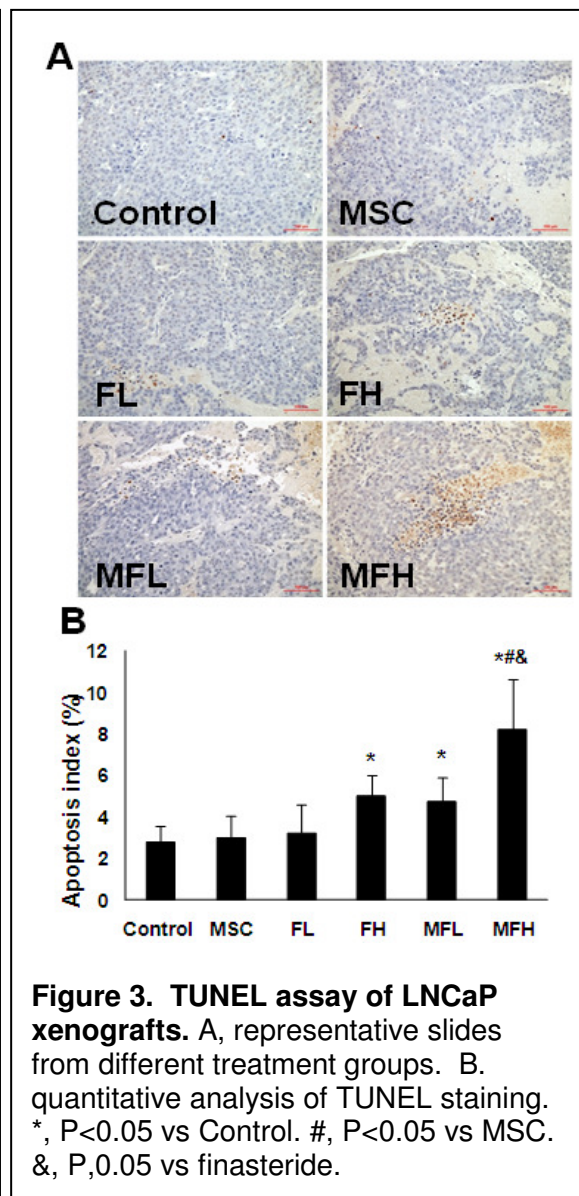 A
Control
MSC
FL
FH
MFL
MFH
B
Apoptosis index (%)
12
10
8
6
4
2
0
*
*
*#&
Control MSC FL FH MFL MFH
Figure 3. TUNEL assay of LNCaP
xenografts. A, representative slides
from different treatment groups. B.
quantitative analysis of TUNEL staining.
*, P<0.05 vs Control. #, P<0.05 vs MSC.
&, P,0.05 vs finasteride.